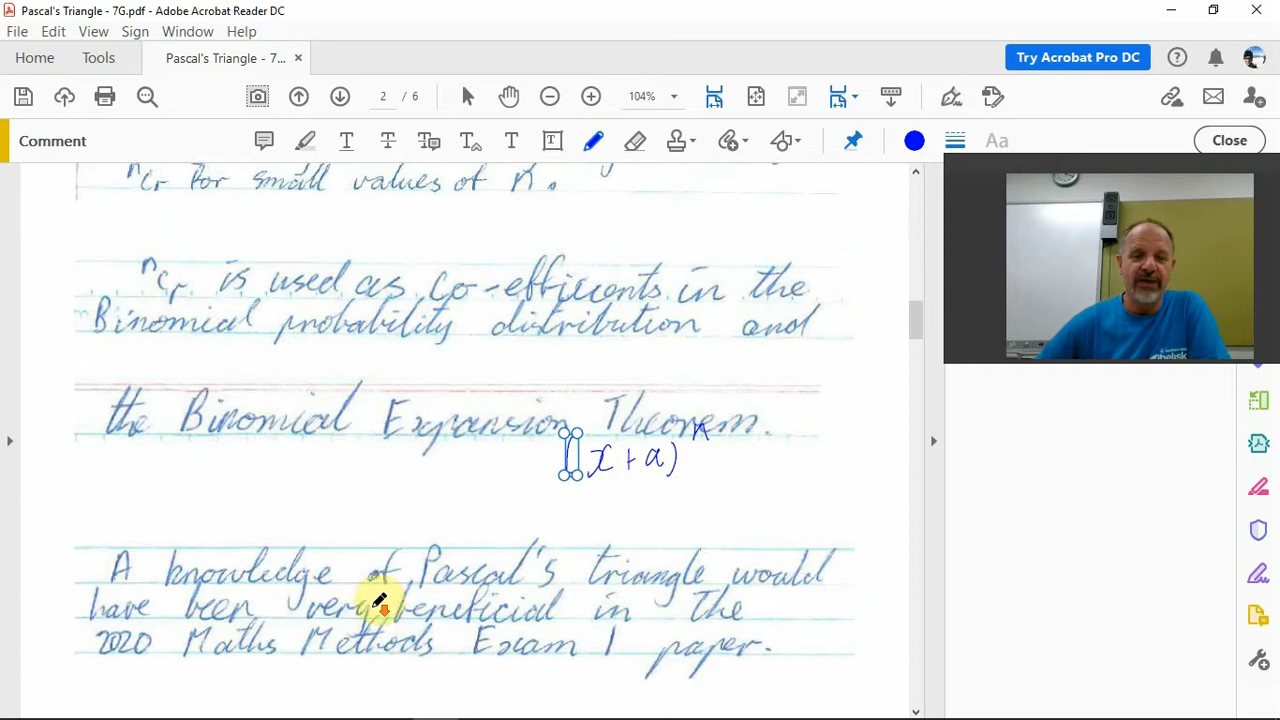 Pascal's Triangle - 7G.pdf - Adobe Acrobat Reader DC
File Edit View Sign Window Help
Home Tools Pascal's Triangle - 7... ×
Try Acrobat Pro DC
2 / 6
104%
Comment
Close
nCr for small values of n.
nCr is used as co-efficients in the
Binomial probability distribution and
the Binomial Expansion Theorem.
(x+a)^n
A knowledge of Pascal's triangle would
have been very beneficial in the
2020 Maths Methods Exam 1 paper.